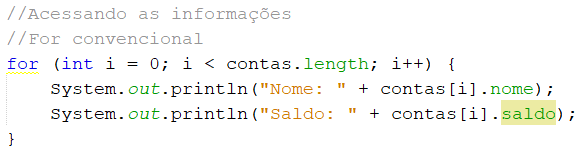 //Acessando as informações
//For convencional
for (int i = 0; i < contas.length; i++) {
    System.out.println("Nome: " + contas[i].nome);
    System.out.println("Saldo: " + contas[i].saldo);
}